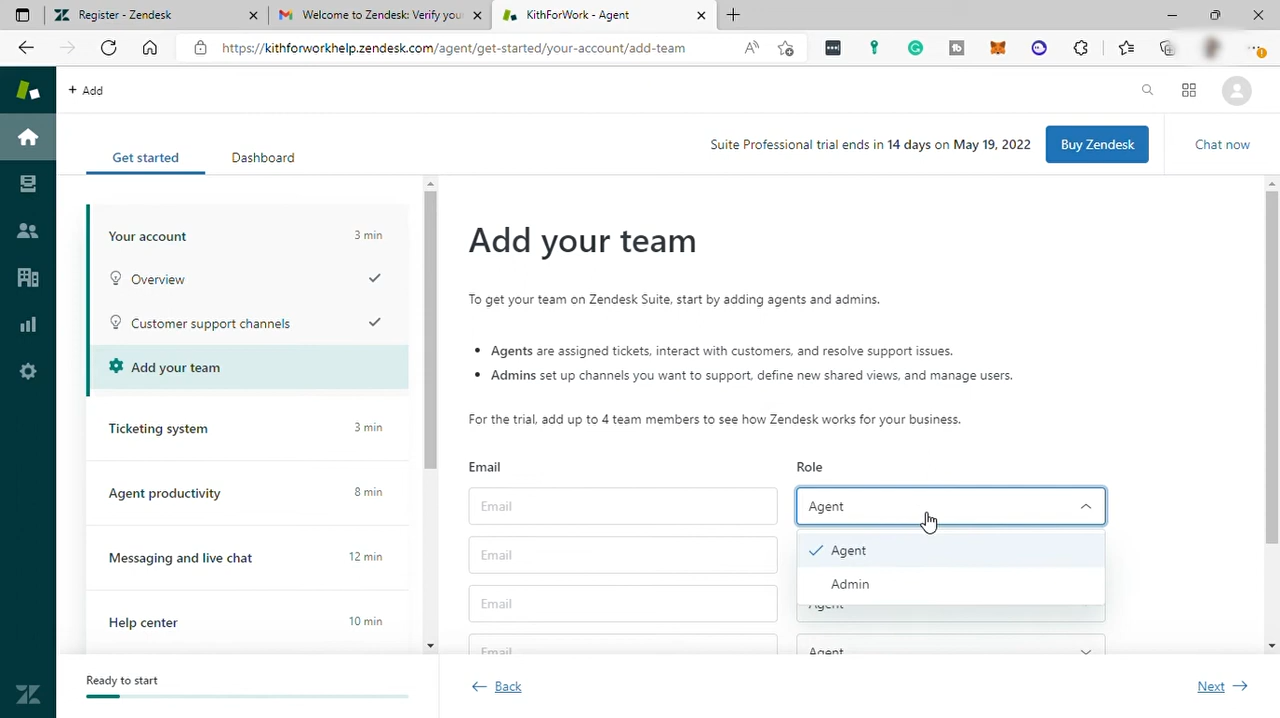 Register - Zendesk
Welcome to Zendesk: Verify you
KithForWork - Agent
https://kithforworkhelp.zendesk.com/agent/get-started/your-account/add-team
+ Add
Get started
Dashboard
Suite Professional trial ends in 14 days on May 19, 2022
Buy Zendesk
Chat now
Your account 3 min
Overview
Customer support channels
Add your team
Ticketing system 3 min
Agent productivity 8 min
Messaging and live chat 12 min
Help center 10 min
Ready to start
Add your team
To get your team on Zendesk Suite, start by adding agents and admins.
• Agents are assigned tickets, interact with customers, and resolve support issues.
• Admins set up channels you want to support, define new shared views, and manage users.
For the trial, add up to 4 team members to see how Zendesk works for your business.
Email Role
Email Agent
Email Agent
Admin
Email Agent
Email Agent
Back
Next